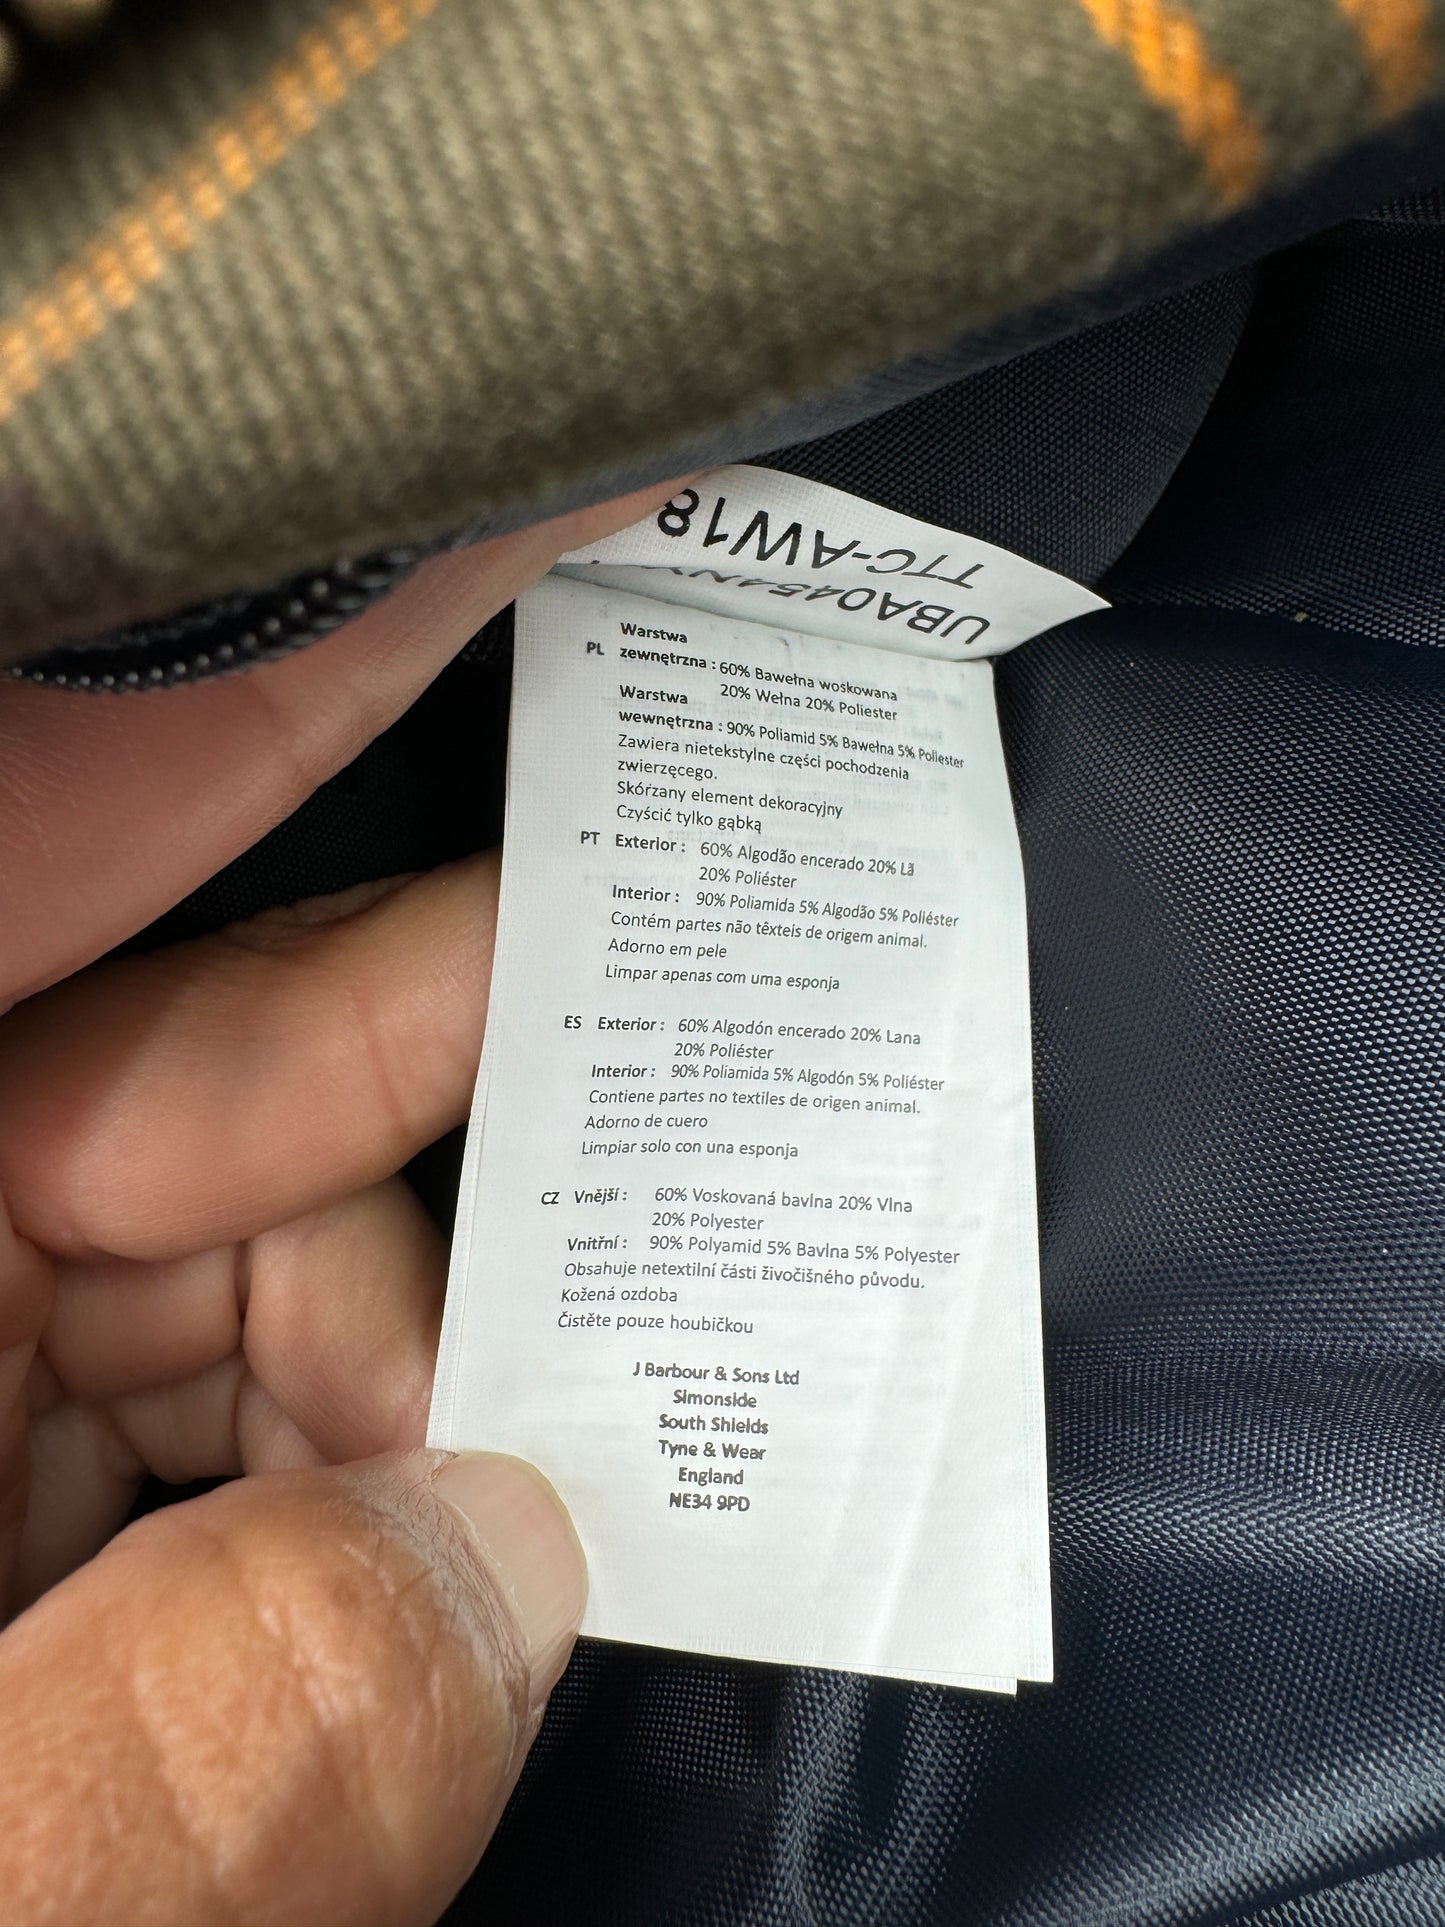 TTC-AW18
Warstwa
PL zewnętrzna : 60% Bawełna woskowana
20% Wełna 20% Poliester
Warstwa
wewnętrzna : 90% Poliamid 5% Bawełna 5% Poliester
Zawiera nietekstylne części pochodzenia
zwierzęcego.
Skórzany element dekoracyjny
Czyścić tylko gąbką
PT Exterior : 60% Algodão encerado 20% Lã
20% Poliéster
Interior : 90% Poliamida 5% Algodão 5% Poliéster
Contém partes não têxteis de origem animal.
Adorno em pele
Limpar apenas com uma esponja
ES Exterior : 60% Algodón encerado 20% Lana
20% Poliéster
Interior : 90% Poliamida 5% Algodón 5% Poliéster
Contiene partes no textiles de origen animal.
Adorno de cuero
Limpiar solo con una esponja
CZ Vnější : 60% Voskovaná bavlna 20% Vlna
20% Polyester
Vnitřní : 90% Polyamid 5% Bavlna 5% Polyester
Obsahuje netextilní části živočišného původu.
Kožená ozdoba
Čistěte pouze houbičkou
J Barbour & Sons Ltd
Simonside
South Shields
Tyne & Wear
England
NE34 9PD